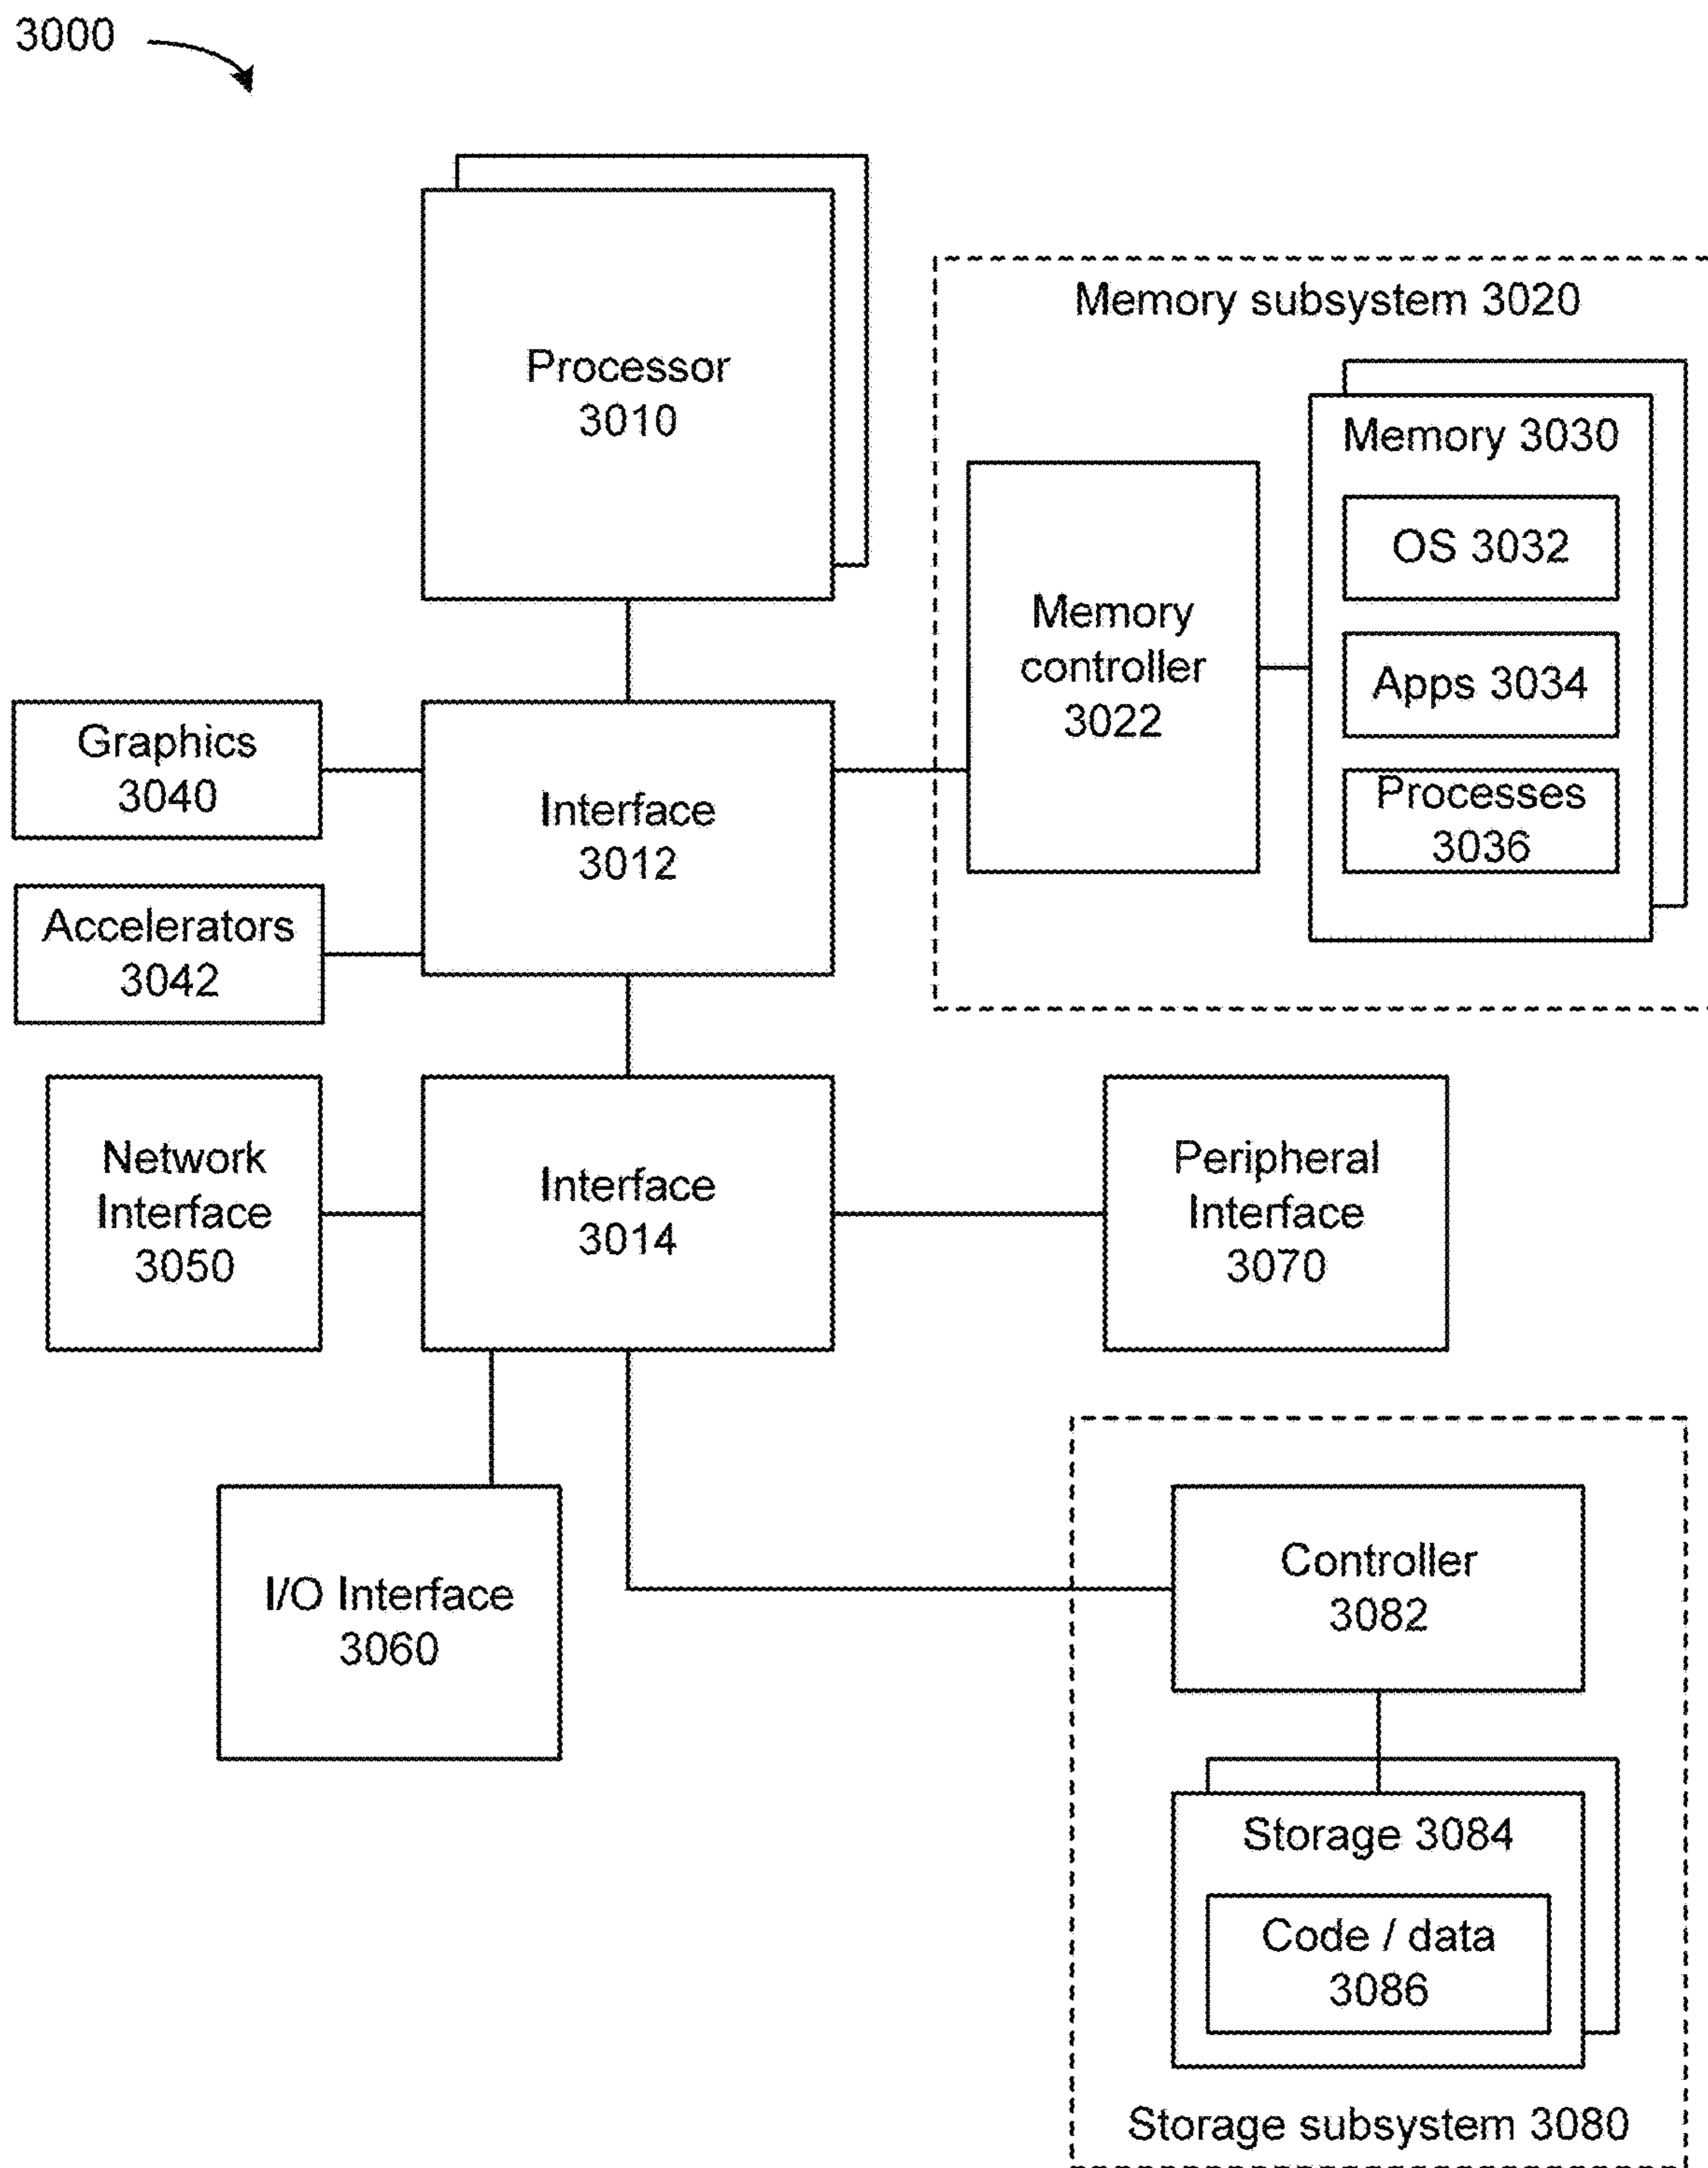 3000
Processor
3010
Memory subsystem 3020
Memory 3030
OS 3032
Apps 3034
Processes
3036
Memory
controller
3022
Graphics
3040
Interface
3012
Accelerators
3042
Network
Interface
3050
Interface
3014
Peripheral
Interface
3070
I/O Interface
3060
Controller
3082
Storage 3084
Code / data
3086
Storage subsystem 3080